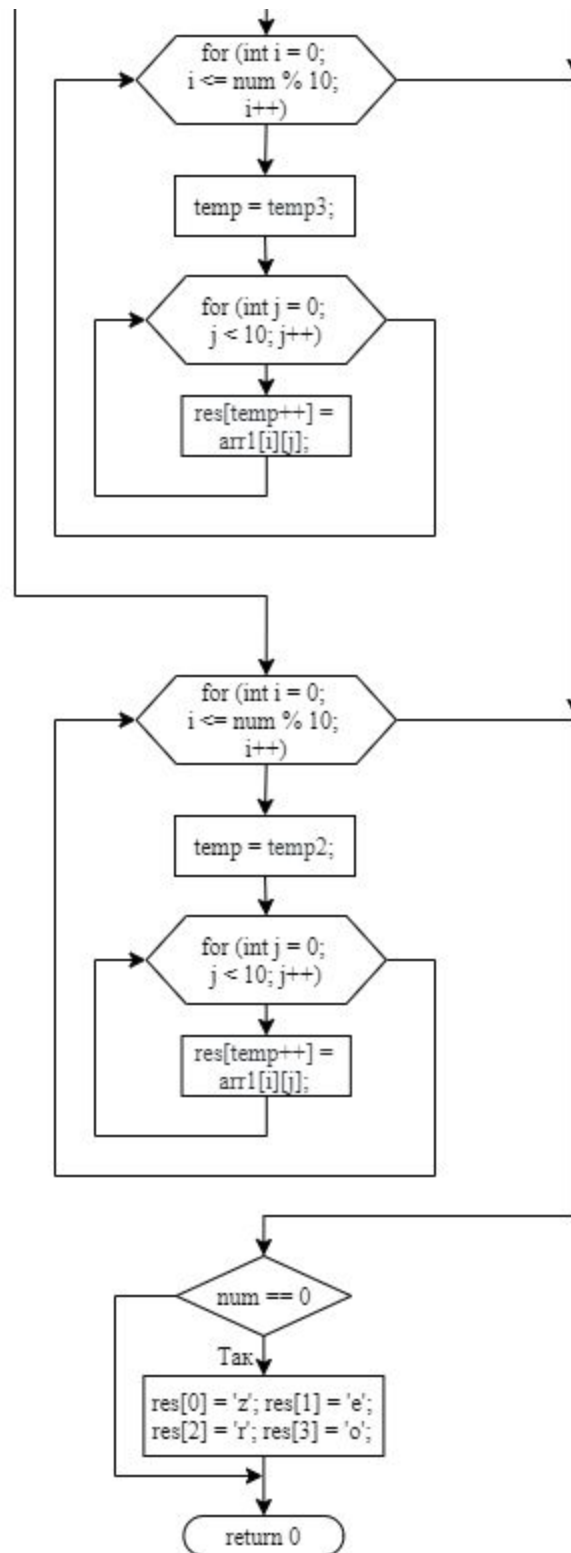 for (int i = 0;
i <= num % 10;
i++)
temp = temp3;
for (int j = 0;
j < 10; j++)
res[temp++] =
arr1[i][j];
for (int i = 0;
i <= num % 10;
i++)
temp = temp2;
for (int j = 0;
j < 10; j++)
res[temp++] =
arr1[i][j];
num == 0
Так
res[0] = 'z'; res[1] = 'e';
res[2] = 'r'; res[3] = 'o';
return 0